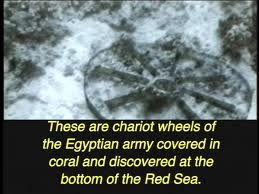 These are chariot wheels of
the Egyptian army covered in
coral and discovered at the
bottom of the Red Sea.